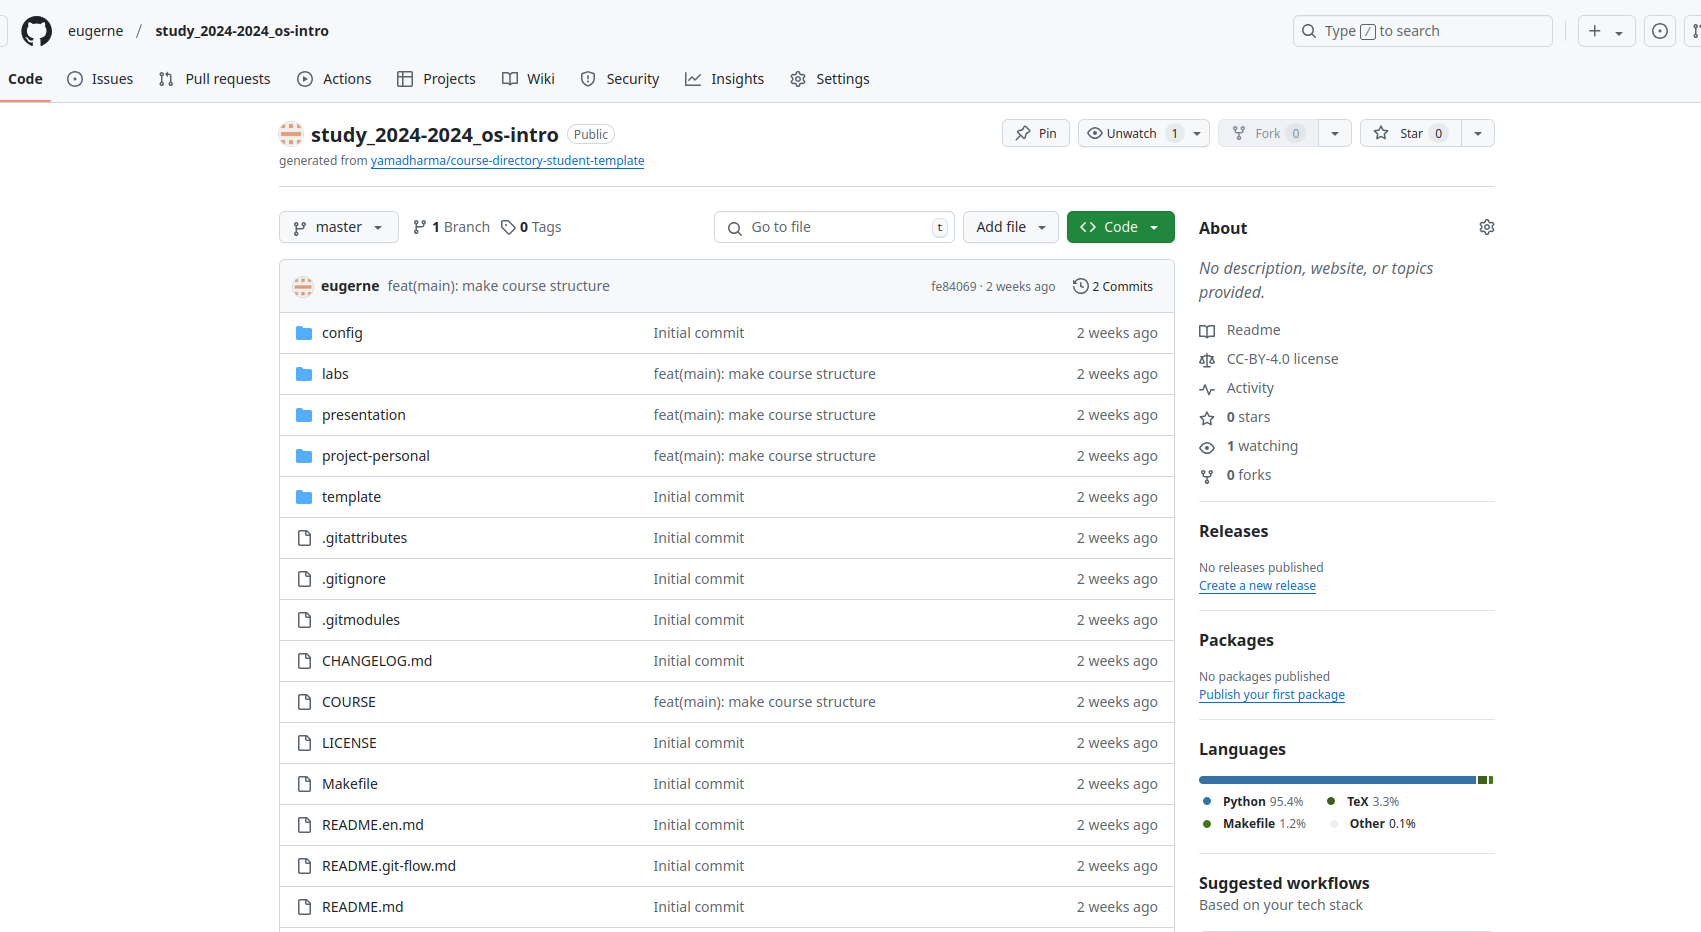 eugerne / study_2024-2024_os-intro
Type / to search
Code Issues Pull requests Actions Projects Wiki Security Insights Settings
study_2024-2024_os-intro Public
Pin Unwatch 1 Fork 0 Star 0
generated from yamadharma/course-directory-student-template
master 1 Branch 0 Tags Go to file t Add file Code
eugerne feat(main): make course structure fe84069 · 2 weeks ago 2 Commits
config Initial commit 2 weeks ago
labs feat(main): make course structure 2 weeks ago
presentation feat(main): make course structure 2 weeks ago
project-personal feat(main): make course structure 2 weeks ago
template Initial commit 2 weeks ago
.gitattributes Initial commit 2 weeks ago
.gitignore Initial commit 2 weeks ago
.gitmodules Initial commit 2 weeks ago
CHANGELOG.md Initial commit 2 weeks ago
COURSE feat(main): make course structure 2 weeks ago
LICENSE Initial commit 2 weeks ago
Makefile Initial commit 2 weeks ago
README.en.md Initial commit 2 weeks ago
README.git-flow.md Initial commit 2 weeks ago
README.md Initial commit 2 weeks ago
About
No description, website, or topics
provided.
Readme
CC-BY-4.0 license
Activity
0 stars
1 watching
0 forks
Releases
No releases published
Create a new release
Packages
No packages published
Publish your first package
Languages
Python 95.4% TeX 3.3%
Makefile 1.2% Other 0.1%
Suggested workflows
Based on your tech stack